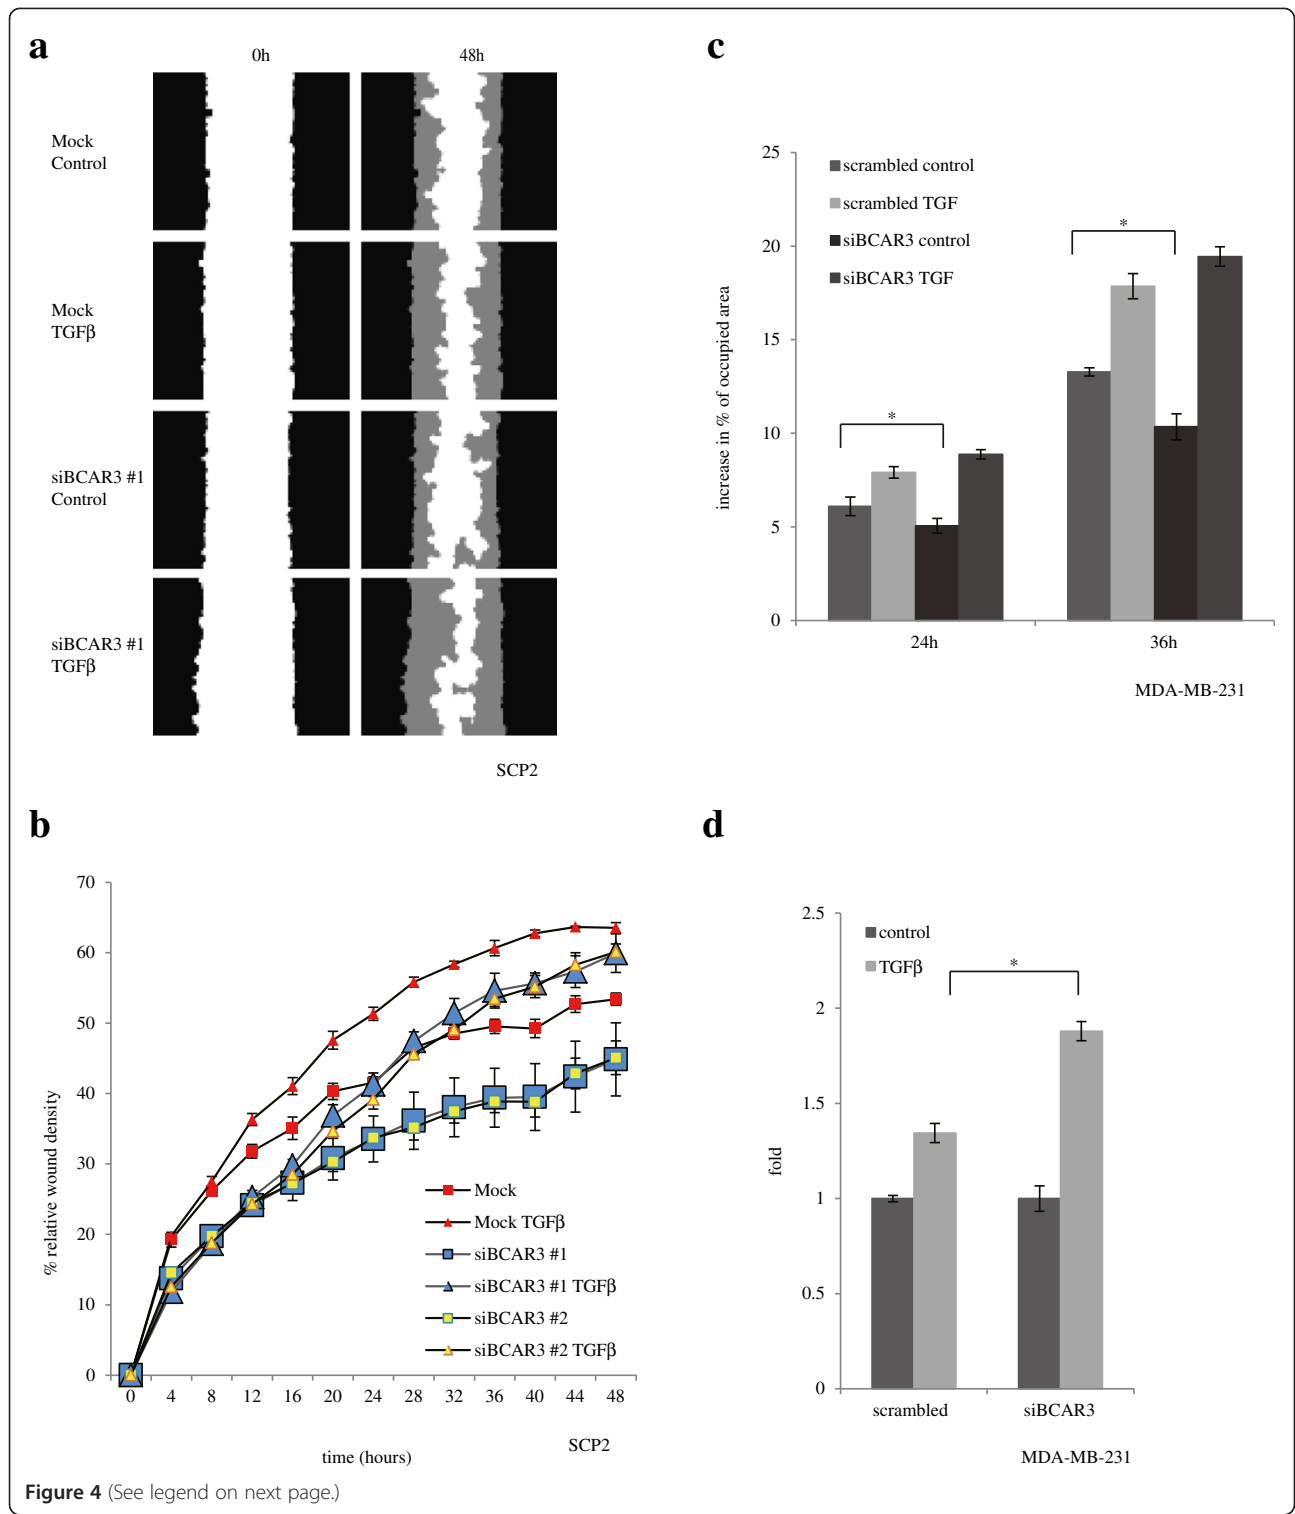 a
0h 48h
Mock
Control
Mock
TGFβ
siBCAR3 #1
Control
siBCAR3 #1
TGFβ
SCP2
b
% relative wound density
70
60
50
40
30
20
10
0
0 4 8 12 16 20 24 28 32 36 40 44 48
Mock
Mock TGFβ
siBCAR3 #1
siBCAR3 #1 TGFβ
siBCAR3 #2
siBCAR3 #2 TGFβ
time (hours)
SCP2
c
increase in % of occupied area
25
20
15
10
5
0
scrambled control
scrambled TGF
siBCAR3 control
siBCAR3 TGF
*
*
24h 36h
MDA-MB-231
d
fold
2.5
2
1.5
1
0.5
0
control
TGFβ
*
scrambled siBCAR3
MDA-MB-231
Figure 4 (See legend on next page.)